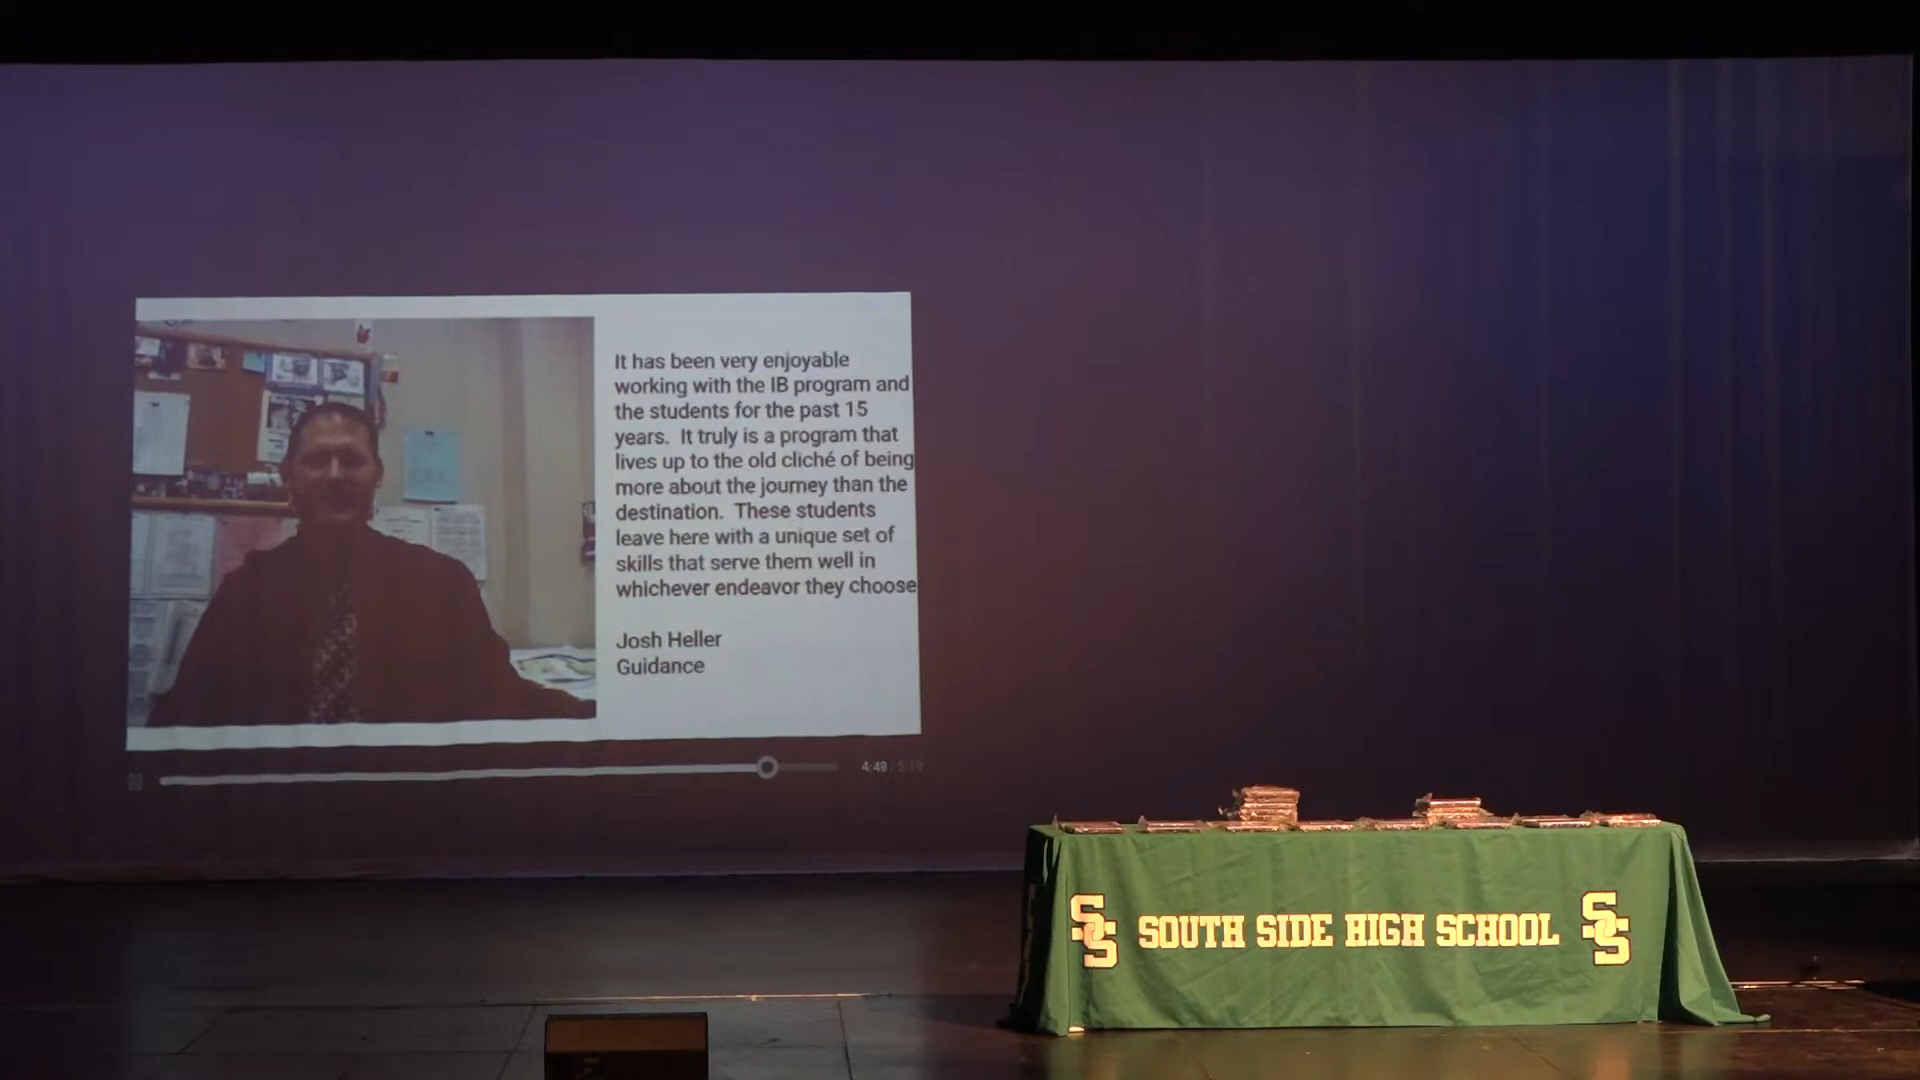 It has been very enjoyable
working with the IB program and
the students for the past 15
years.  It truly is a program that
lives up to the old cliché of being
more about the journey than the
destination.  These students
leave here with a unique set of
skills that serve them well in
whichever endeavor they choose
Josh Heller
Guidance
4:49 / 5:19
SS SOUTH SIDE HIGH SCHOOL SS